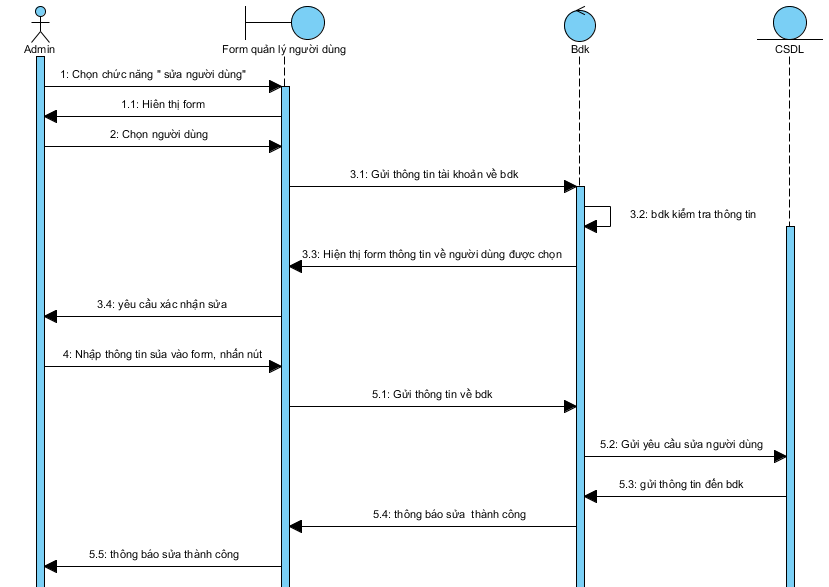 Admin
Form quản lý người dùng
Bdk
CSDL
1: Chọn chức năng " sửa người dùng"
1.1: Hiên thị form
2: Chọn người dùng
3.1: Gửi thông tin tài khoản về bdk
3.2: bdk kiểm tra thông tin
3.3: Hiện thị form thông tin về người dùng được chọn
3.4: yêu cầu xác nhận sửa
4: Nhập thông tin sủa vào form, nhấn nút
5.1: Gửi thông tin về bdk
5.2: Gửi yêu cầu sửa người dùng
5.3: gửi thông tin đến bdk
5.4: thông báo sửa thành công
5.5: thông báo sửa thành công